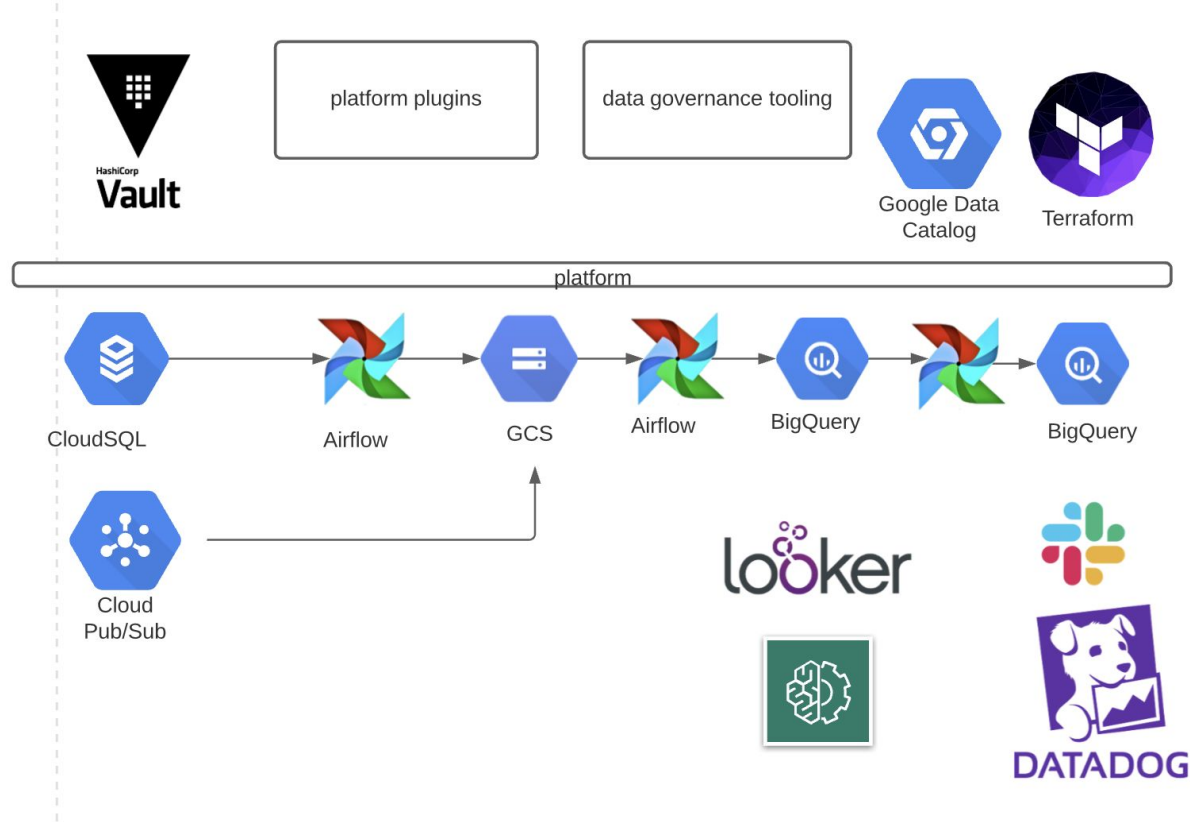 HashiCorp
Vault
platform plugins
data governance tooling
Google Data
Catalog
Terraform
platform
CloudSQL
Airflow
GCS
Airflow
BigQuery
BigQuery
Cloud
Pub/Sub
looker
DATADOG